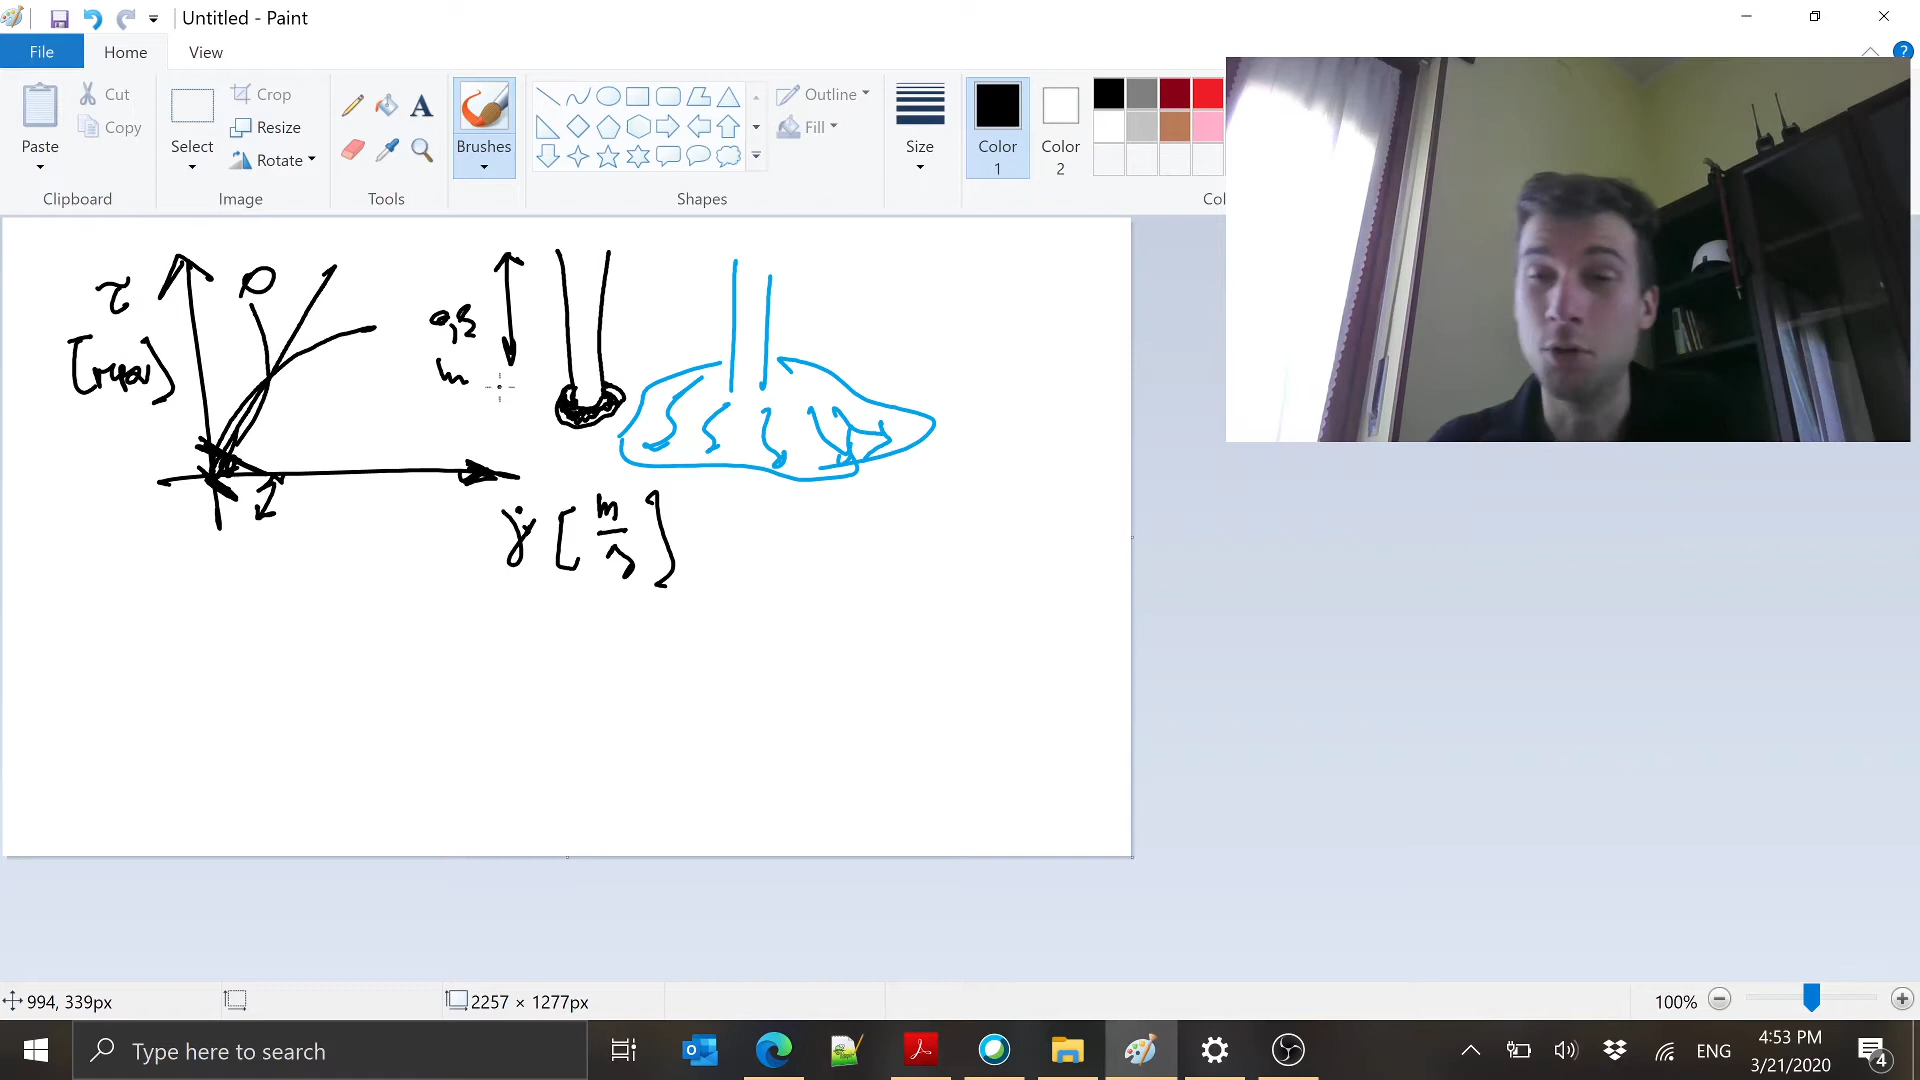 Untitled - Paint
File Home View
Paste
Cut
Copy
Clipboard
Select
Crop
Resize
Rotate
Image
Tools
Brushes
Shapes
Outline
Fill
Size
Color 1
Color 2
Col
τ
m
γ̇ [m/s]
994, 339px
2257 × 1277px
100%
Type here to search
ENG
4:53 PM
3/21/2020
4